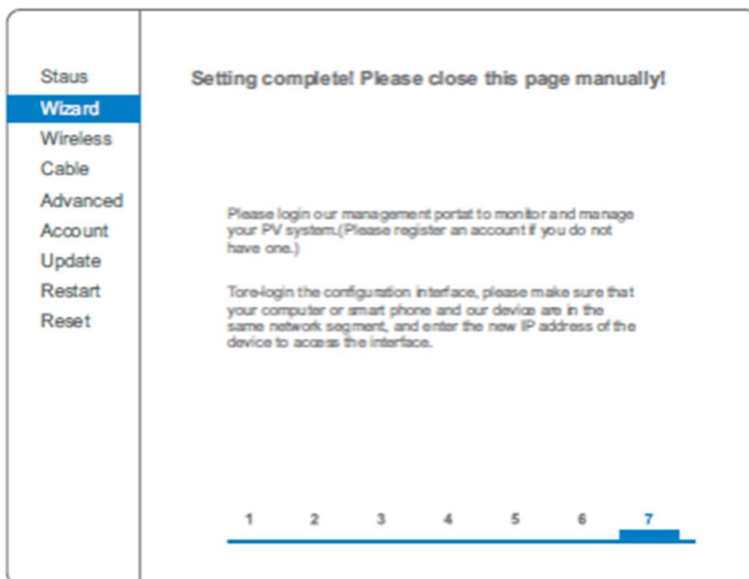 Staus
Wizard
Wireless
Cable
Advanced
Account
Update
Restart
Reset
Setting complete! Please close this page manually!
Please login our management portat to monitor and manage
your PV system.(Please register an account if you do not
have one.)
Tore-login the configuration interface, please make sure that
your computer or smart phone and our device are in the
same network segment, and enter the new IP address of the
device to access the interface.
1 2 3 4 5 6 7